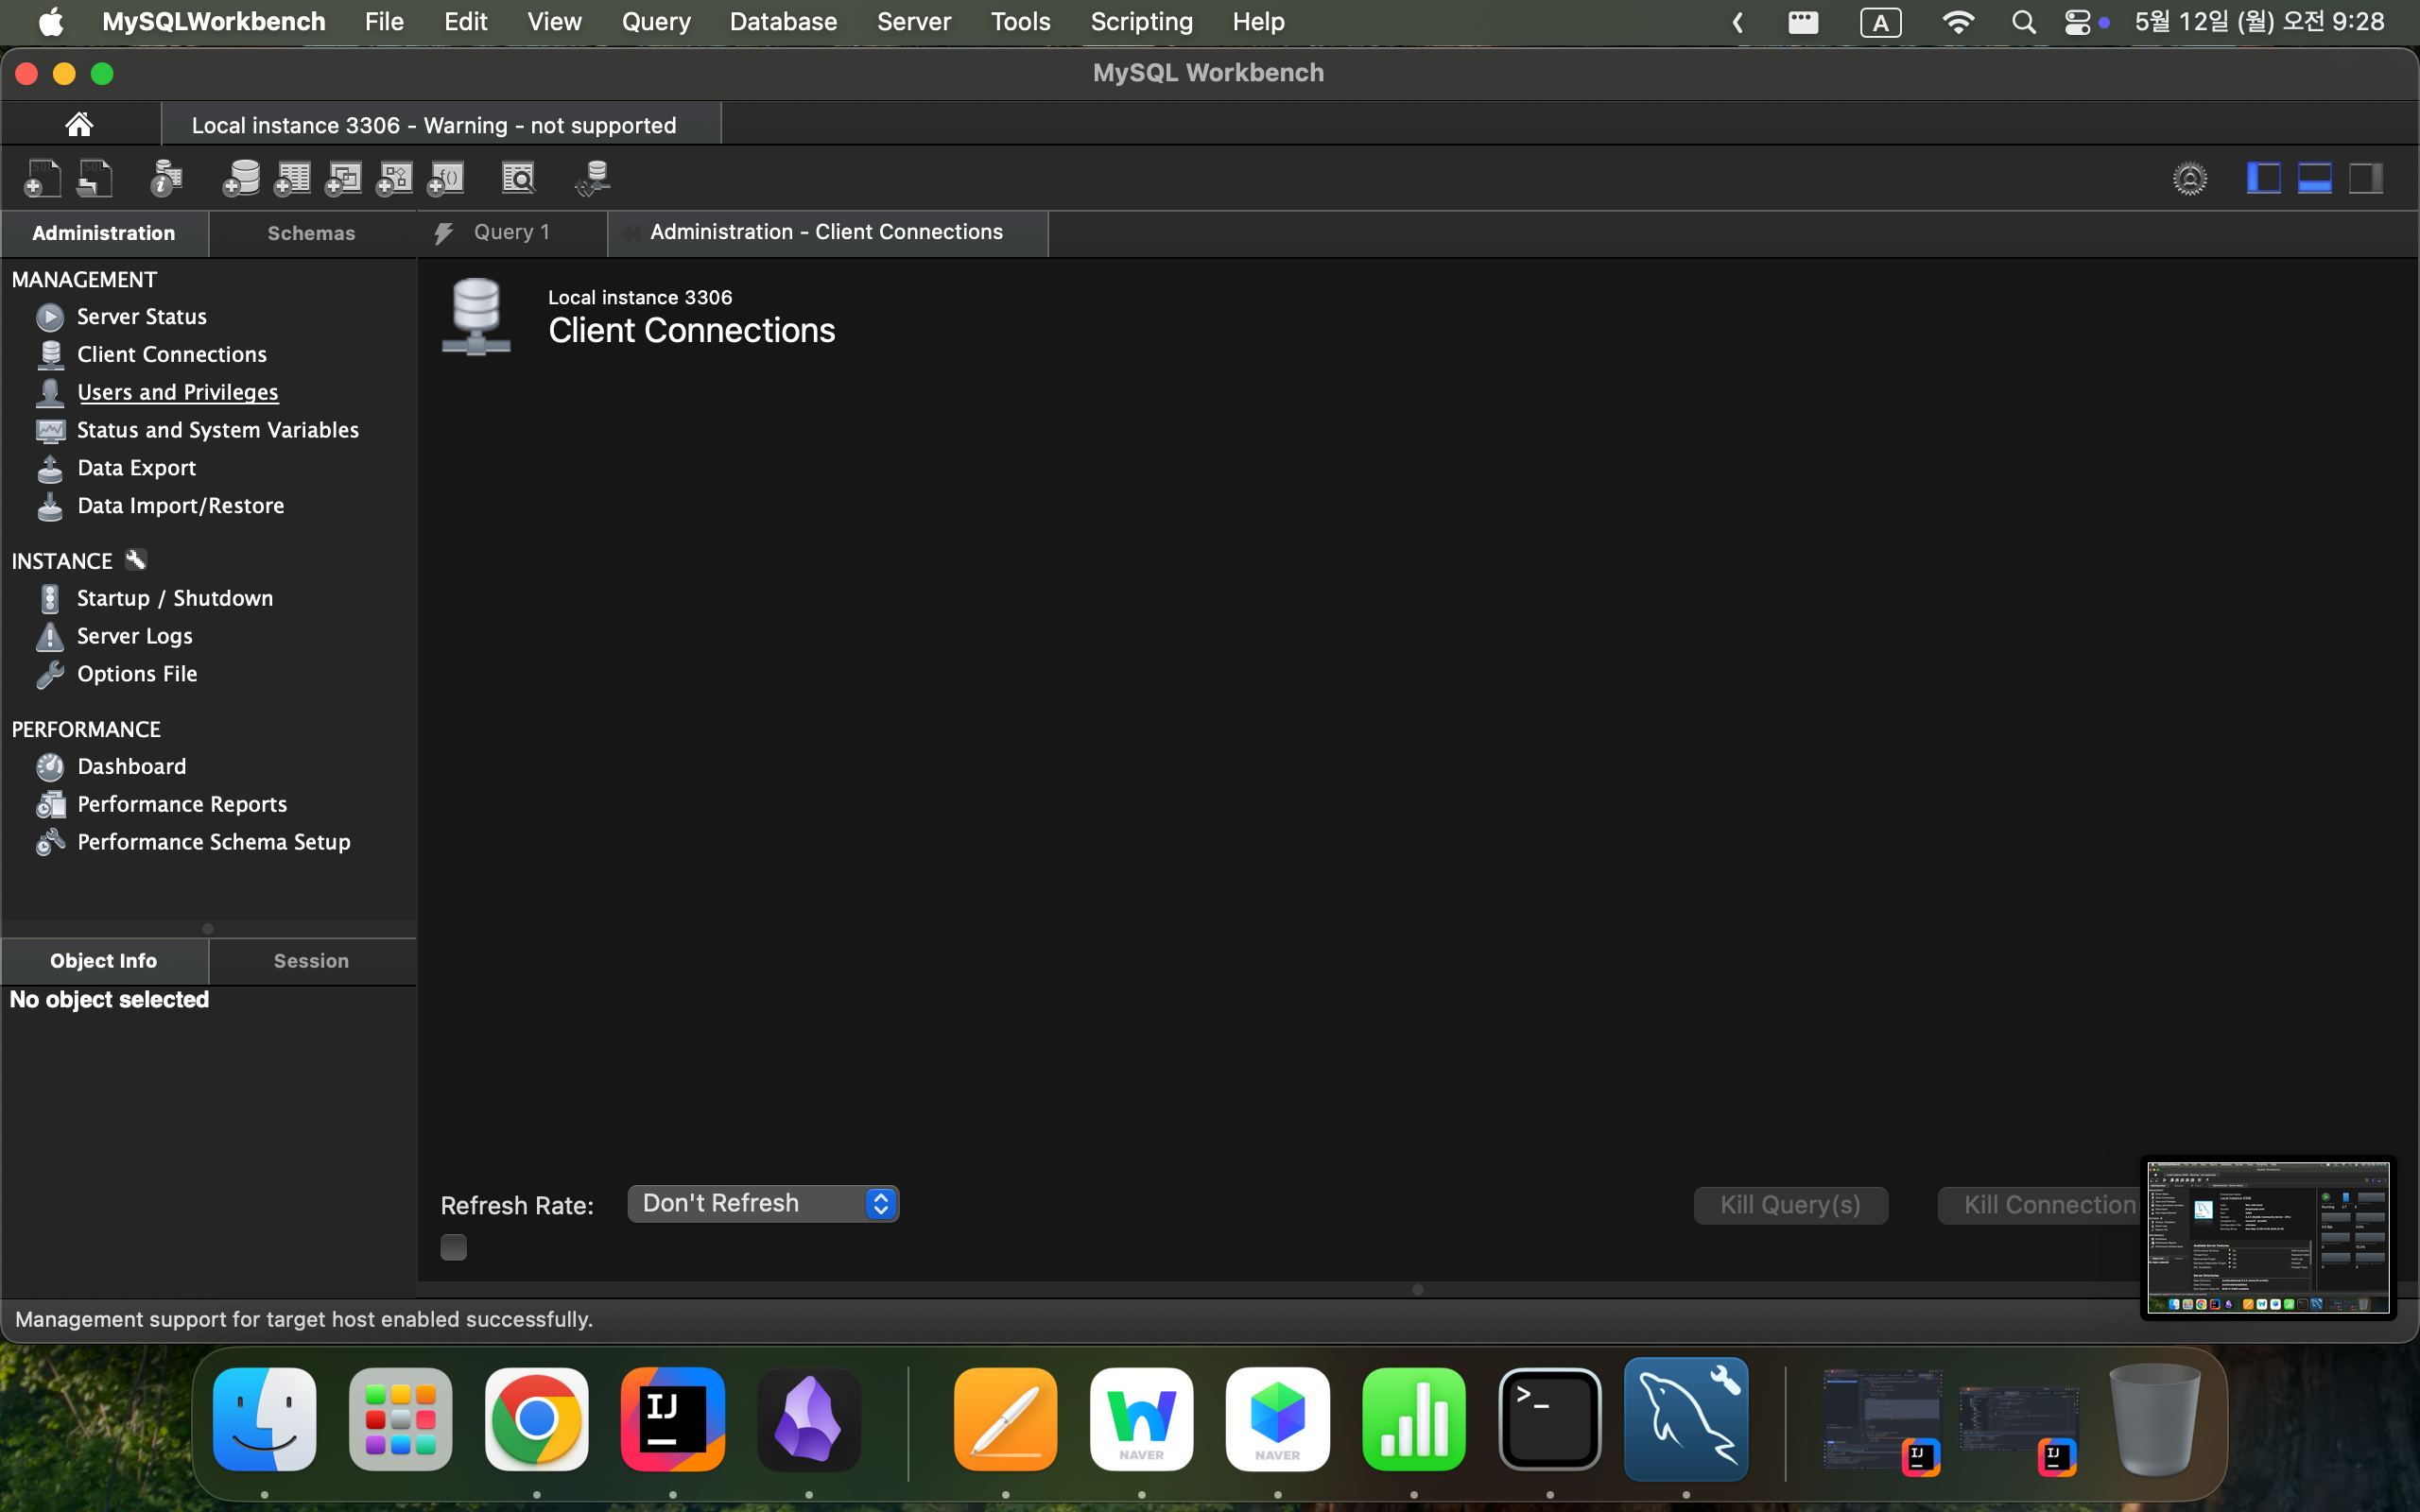 MySQLWorkbench File Edit View Query Database Server Tools Scripting Help A 5월 12일 (월) 오전 9:28
MySQL Workbench
Local instance 3306 - Warning - not supported
Administration Schemas Query 1 Administration - Client Connections
MANAGEMENT
Server Status
Client Connections
Users and Privileges
Status and System Variables
Data Export
Data Import/Restore
INSTANCE
Startup / Shutdown
Server Logs
Options File
PERFORMANCE
Dashboard
Performance Reports
Performance Schema Setup
Object Info Session
No object selected
Local instance 3306
Client Connections
Refresh Rate: Don't Refresh Kill Query(s) Kill Connection
Management support for target host enabled successfully.
IJ
NAVER
NAVER
>_
IJ
IJ